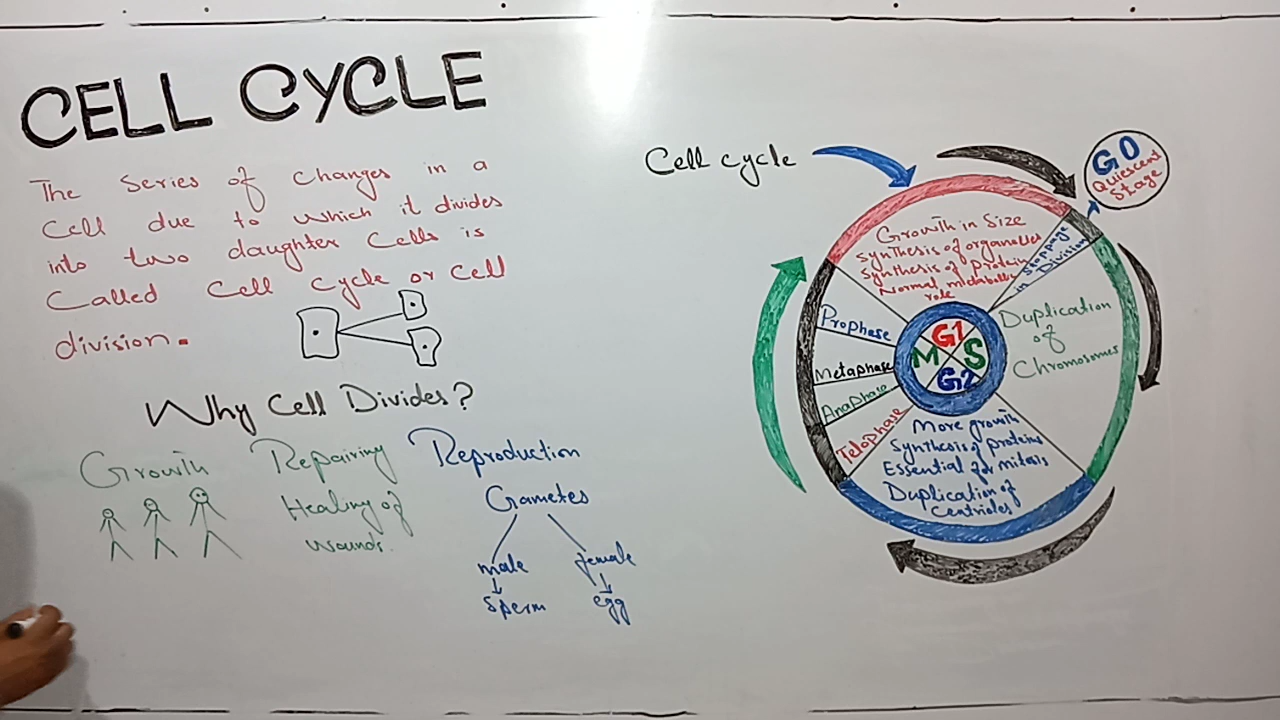 CELL CYCLE
The Series of changes in a
Cell due to which it divides
into two daughter Cells is
Called Cell Cycle or Cell
division.
Why Cell Divides?
Growth
Repairing
Healing of
wounds.
Reproduction
Gametes
male
female
Sperm
egg
Cell cycle
G0
Quiescent
Stage
Growth in Size
Synthesis of organelles
Synthesis of Protein
Normal metabolic
role
Stoppage
in Division
Duplication
of
Chromosomes
Prophase
Metaphase
Anaphase
Telophase
G1
M
S
G2
More growth
Synthesis of proteins
Essential for mitosis
Duplication of
Centrioles